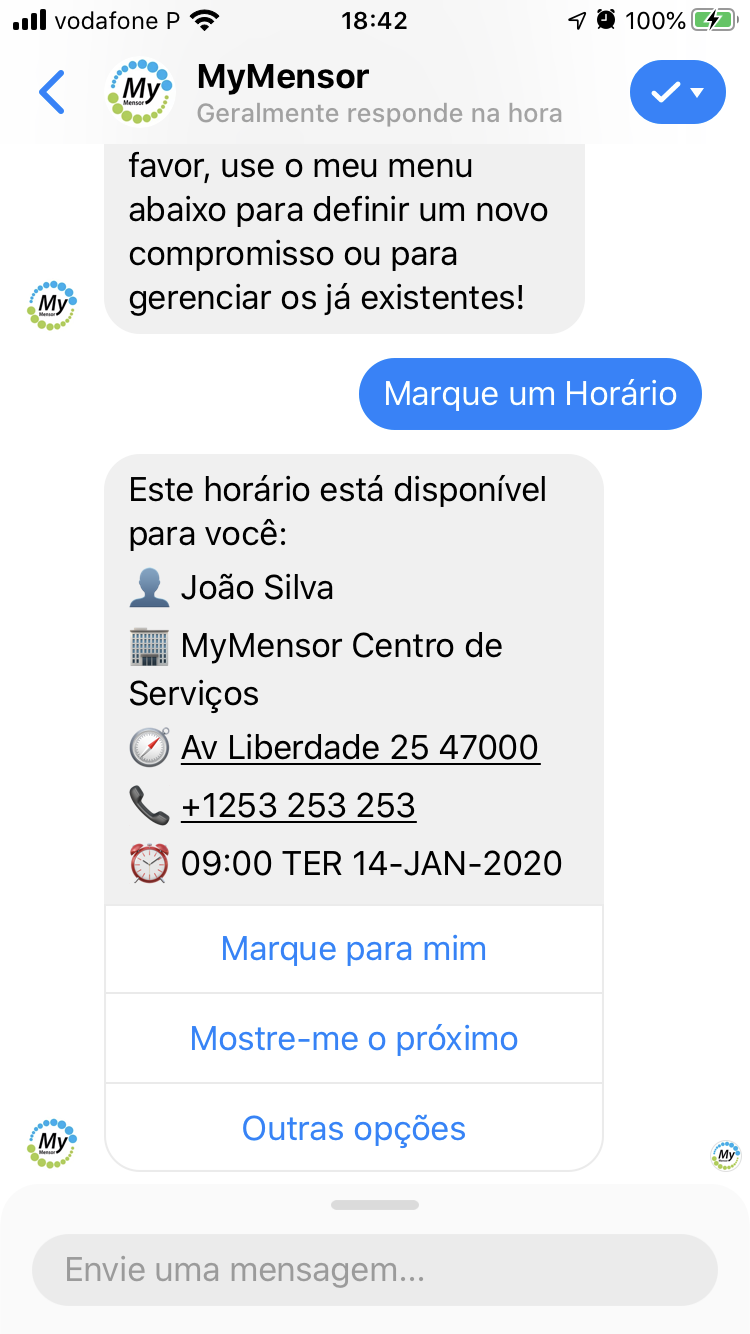 vodafone P 18:42 100%
My
Mensor
MyMensor
Geralmente responde na hora
favor, use o meu menu
abaixo para definir um novo
compromisso ou para
gerenciar os já existentes!
My
Mensor
Marque um Horário
Este horário está disponível
para você:
João Silva
MyMensor Centro de
Serviços
Av Liberdade 25 47000
+1253 253 253
09:00 TER 14-JAN-2020
Marque para mim
Mostre-me o próximo
Outras opções
My
Mensor
My
Envie uma mensagem...